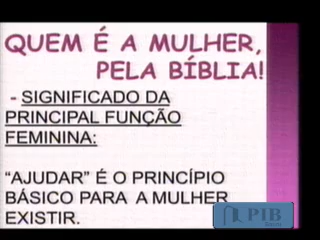 QUEM É A MULHER,
PELA BÍBLIA!
- SIGNIFICADO DA
PRINCIPAL FUNÇÃO
FEMININA:
“AJUDAR” É O PRINCÍPIO
BÁSICO PARA A MULHER
EXISTIR.
PIB